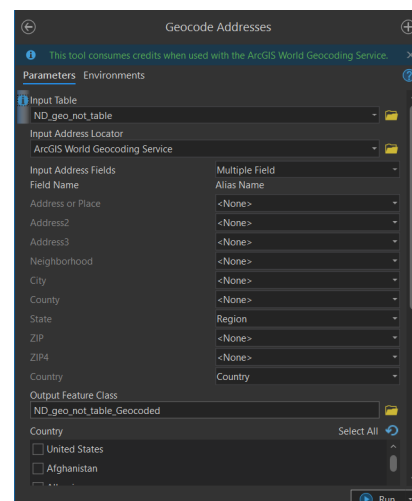 Geocode Addresses
This tool consumes credits when used with the ArcGIS World Geocoding Service.
Parameters Environments
Input Table
ND_geo_not_table
Input Address Locator
ArcGIS World Geocoding Service
Input Address Fields Multiple Field
Field Name Alias Name
Address or Place <None>
Address2 <None>
Address3 <None>
Neighborhood <None>
City <None>
County <None>
State Region
ZIP <None>
ZIP4 <None>
Country Country
Output Feature Class
ND_geo_not_table_Geocoded
Country Select All
United States
Afghanistan
Run